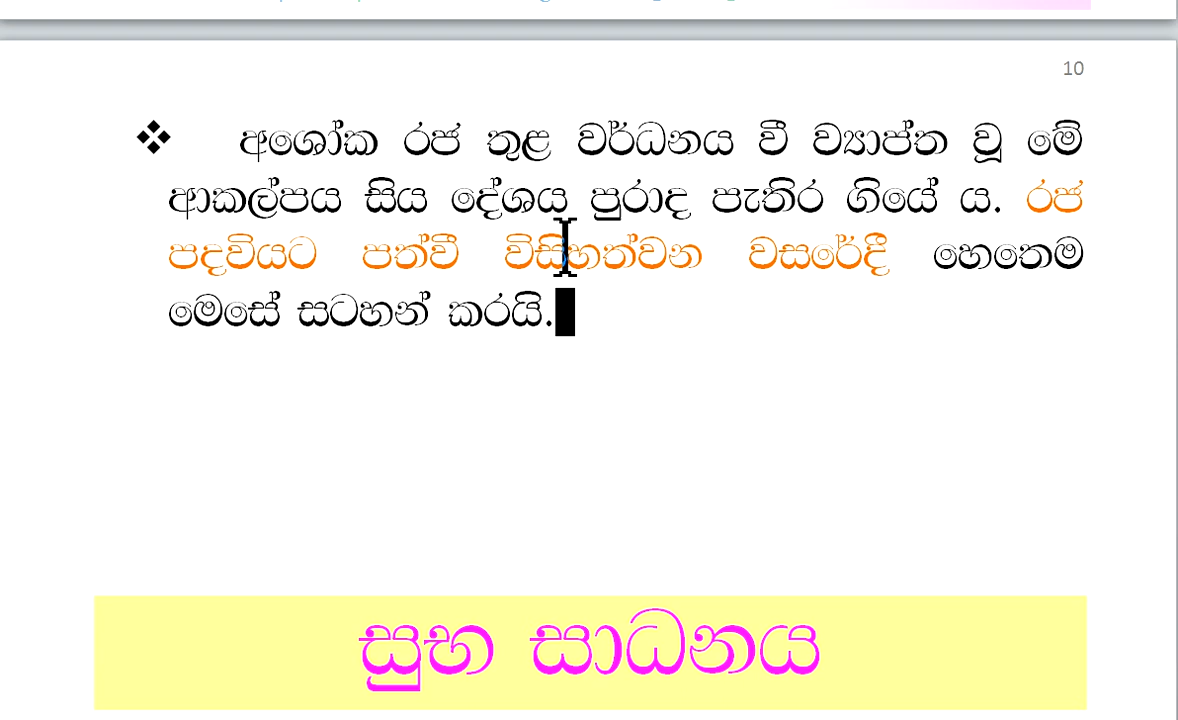 10
❖ අශෝක රජ තුළ වර්ධනය වී ව්‍යාප්ත වූ මේ
ආකල්පය සිය දේශය පුරාද පැතිර ගියේ ය. රජ
පදවියට පත්වී විසිහත්වන වසරේදී හෙතෙම
මෙසේ සටහන් කරයි.
සුභ සාධනය